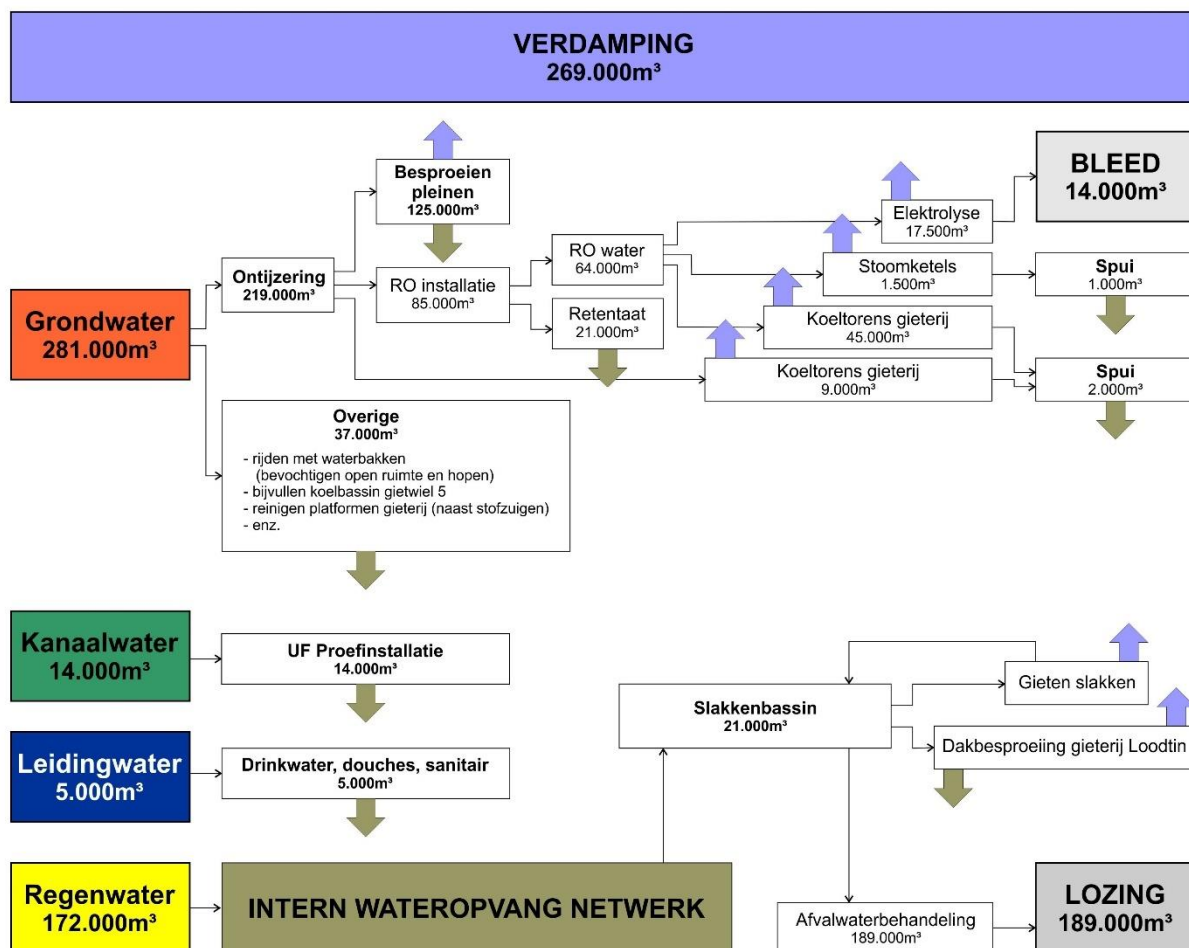 VERDAMPING
269.000m³
Besproeien
pleinen
125.000m³
BLEED
14.000m³
Elektrolyse
17.500m³
RO water
64.000m³
Ontijzering
219.000m³
RO installatie
85.000m³
Stoomketels
1.500m³
Spui
1.000m³
Grondwater
281.000m³
Retentaat
21.000m³
Koeltorens gieterij
45.000m³
Koeltorens gieterij
9.000m³
Spui
2.000m³
Overige
37.000m³
- rijden met waterbakken
(bevochtigen open ruimte en hopen)
- bijvullen koelbassin gietwiel 5
- reinigen platformen gieterij (naast stofzuigen)
- enz.
Kanaalwater
14.000m³
UF Proefinstallatie
14.000m³
Gieten slakken
Slakkenbassin
21.000m³
Dakbesproeiing gieterij Loodtin
Leidingwater
5.000m³
Drinkwater, douches, sanitair
5.000m³
Regenwater
172.000m³
INTERN WATEROPVANG NETWERK
Afvalwaterbehandeling
189.000m³
LOZING
189.000m³